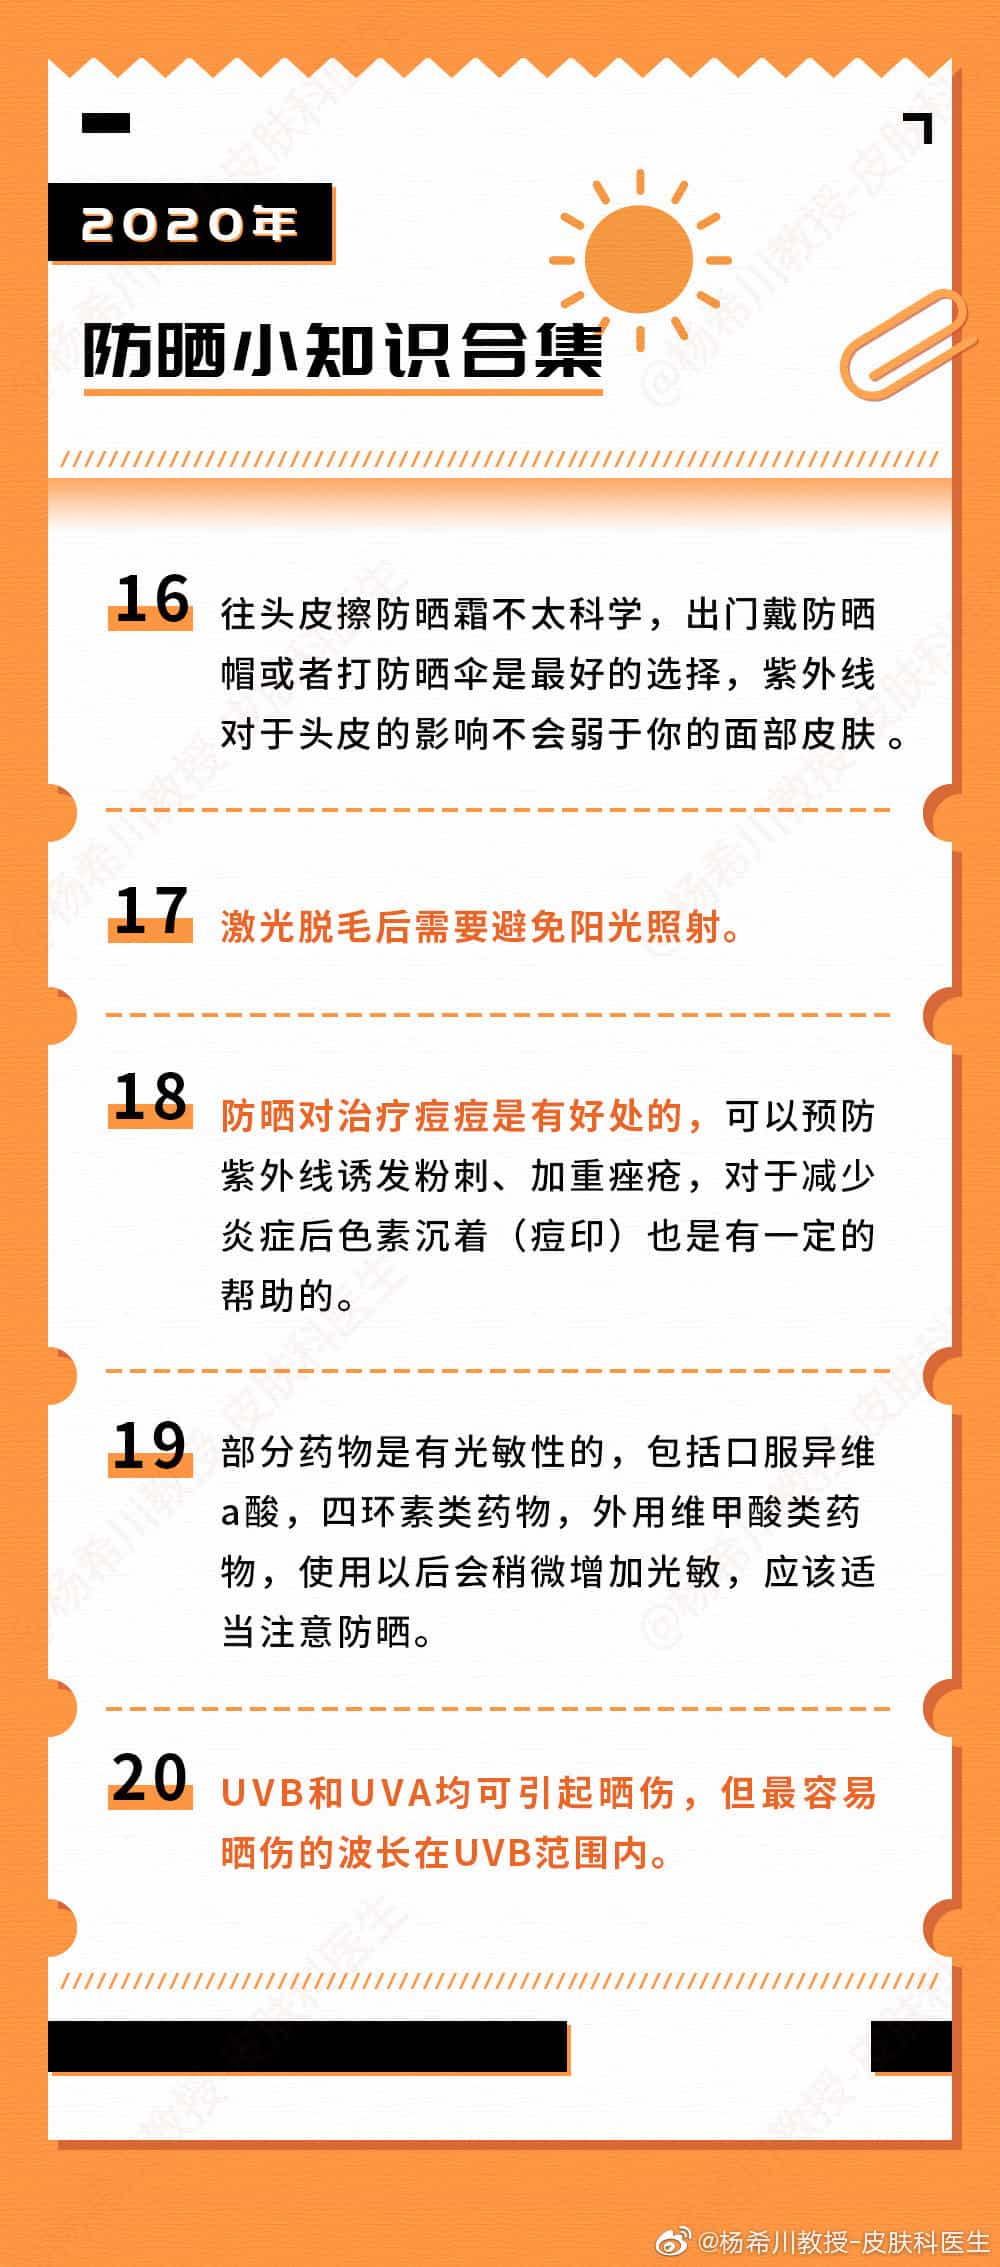 2020年
防晒小知识合集
16
往头皮擦防晒霜不太科学，出门戴防晒
帽或者打防晒伞是最好的选择，紫外线
对于头皮的影响不会弱于你的面部皮肤。
17
激光脱毛后需要避免阳光照射。
18
防晒对治疗痘痘是有好处的，可以预防
紫外线诱发粉刺、加重痤疮，对于减少
炎症后色素沉着（痘印）也是有一定的
帮助的。
19
部分药物是有光敏性的，包括口服异维
a酸，四环素类药物，外用维甲酸类药
物，使用以后会稍微增加光敏，应该适
当注意防晒。
20
UVB和UVA均可引起晒伤，但最容易
晒伤的波长在UVB范围内。
@杨希川教授-皮肤科医生